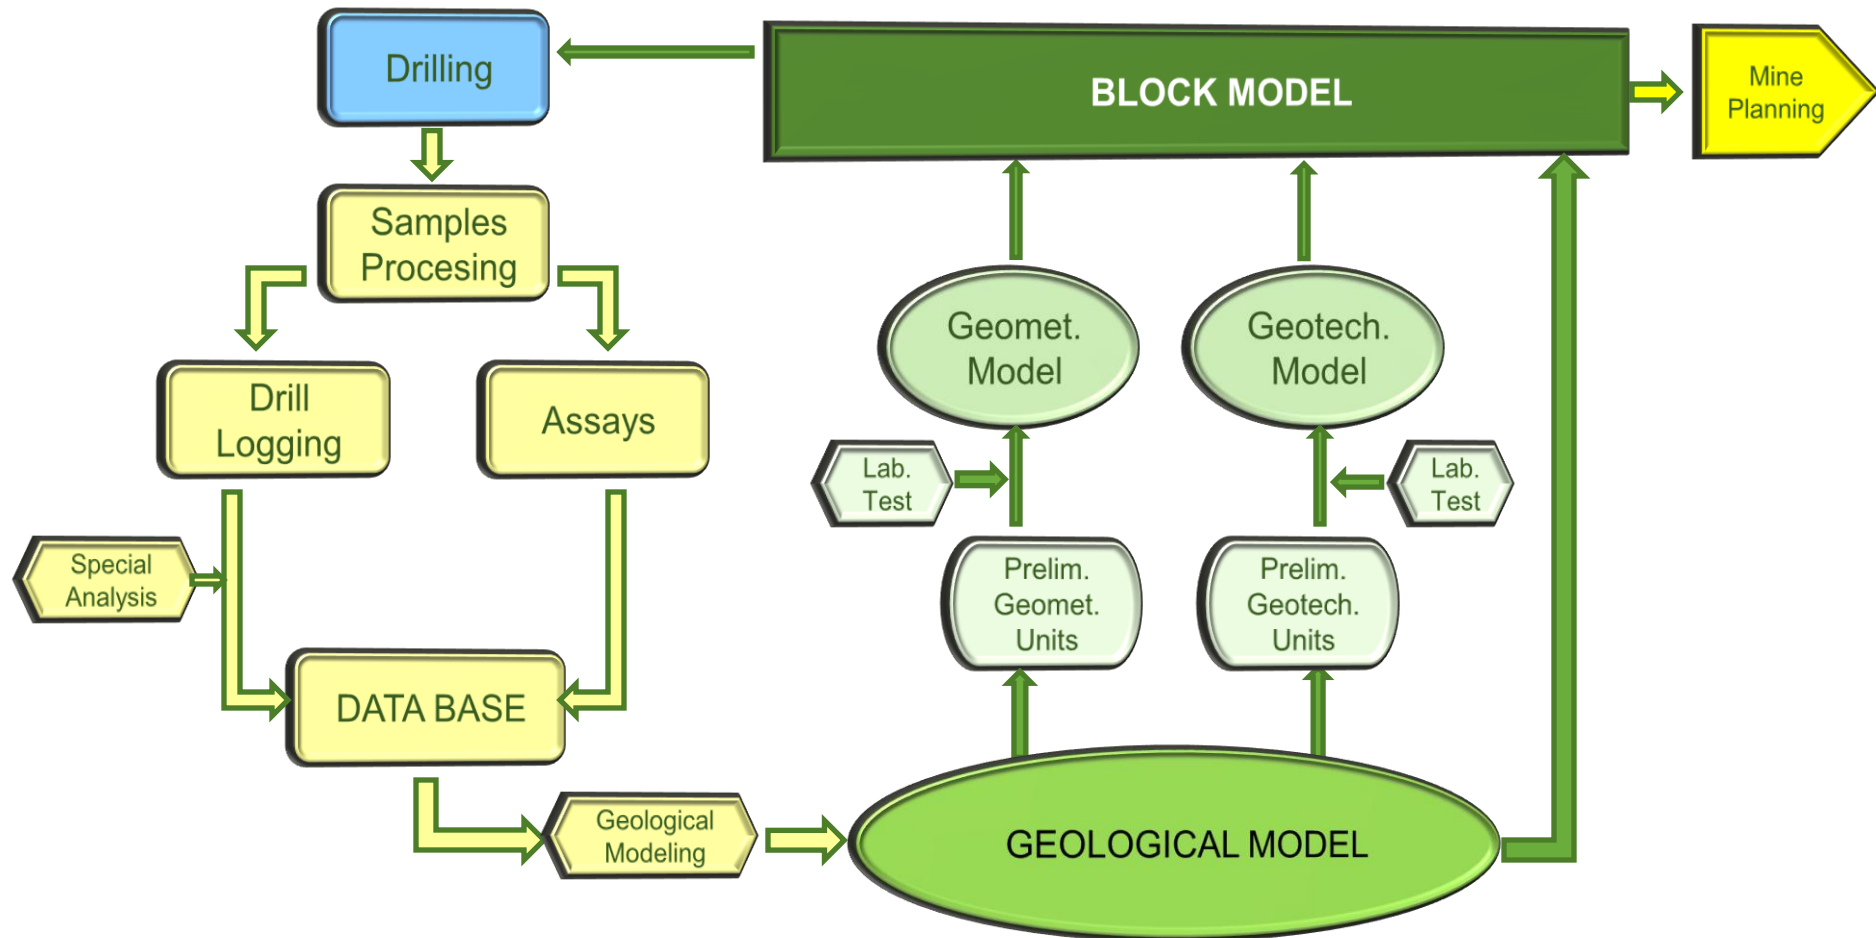 Drilling
BLOCK MODEL
Mine
Planning
Samples
Procesing
Drill
Logging
Assays
Geomet.
Model
Geotech.
Model
Lab.
Test
Lab.
Test
Special
Analysis
Prelim.
Geomet.
Units
Prelim.
Geotech.
Units
DATA BASE
Geological
Modeling
GEOLOGICAL MODEL